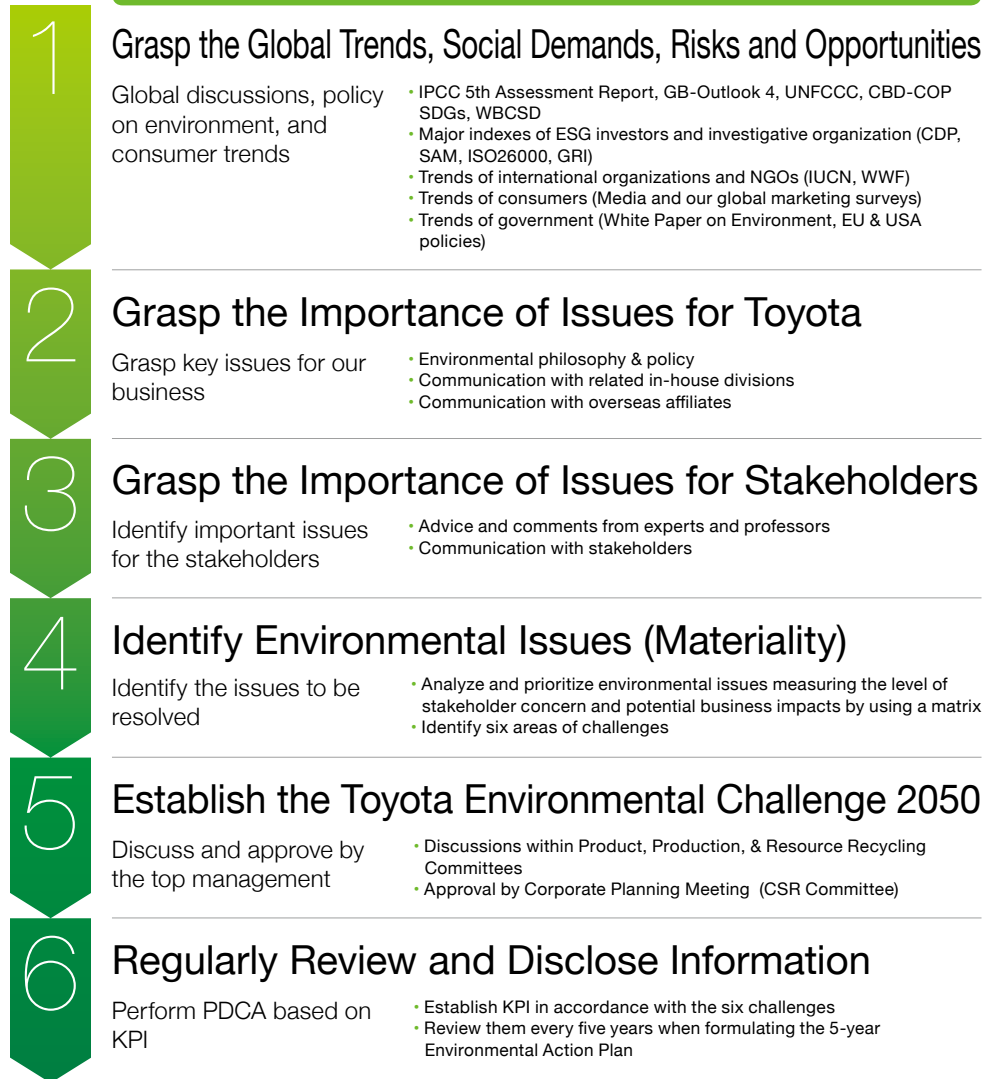 1
Grasp the Global Trends, Social Demands, Risks and Opportunities
Global discussions, policy
on environment, and
consumer trends
• IPCC 5th Assessment Report, GB-Outlook 4, UNFCCC, CBD-COP
SDGs, WBCSD
• Major indexes of ESG investors and investigative organization (CDP,
SAM, ISO26000, GRI)
• Trends of international organizations and NGOs (IUCN, WWF)
• Trends of consumers (Media and our global marketing surveys)
• Trends of government (White Paper on Environment, EU & USA
policies)
2
Grasp the Importance of Issues for Toyota
Grasp key issues for our
business
• Environmental philosophy & policy
• Communication with related in-house divisions
• Communication with overseas affiliates
3
Grasp the Importance of Issues for Stakeholders
Identify important issues
for the stakeholders
• Advice and comments from experts and professors
• Communication with stakeholders
4
Identify Environmental Issues (Materiality)
Identify the issues to be
resolved
• Analyze and prioritize environmental issues measuring the level of
stakeholder concern and potential business impacts by using a matrix
• Identify six areas of challenges
5
Establish the Toyota Environmental Challenge 2050
Discuss and approve by
the top management
• Discussions within Product, Production, & Resource Recycling
Committees
• Approval by Corporate Planning Meeting (CSR Committee)
6
Regularly Review and Disclose Information
Perform PDCA based on
KPI
• Establish KPI in accordance with the six challenges
• Review them every five years when formulating the 5-year
Environmental Action Plan